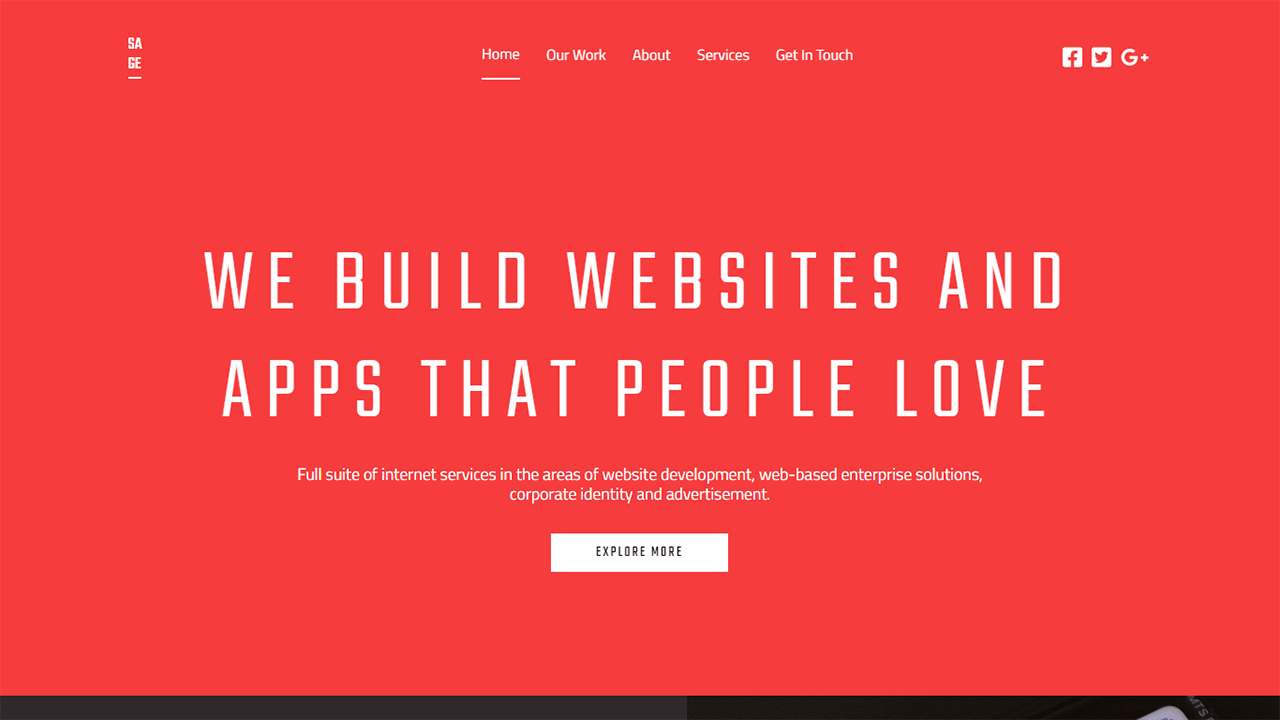 SA
GE
Home
Our Work
About
Services
Get In Touch
WE BUILD WEBSITES AND
APPS THAT PEOPLE LOVE
Full suite of internet services in the areas of website development, web-based enterprise solutions,
corporate identity and advertisement.
EXPLORE MORE